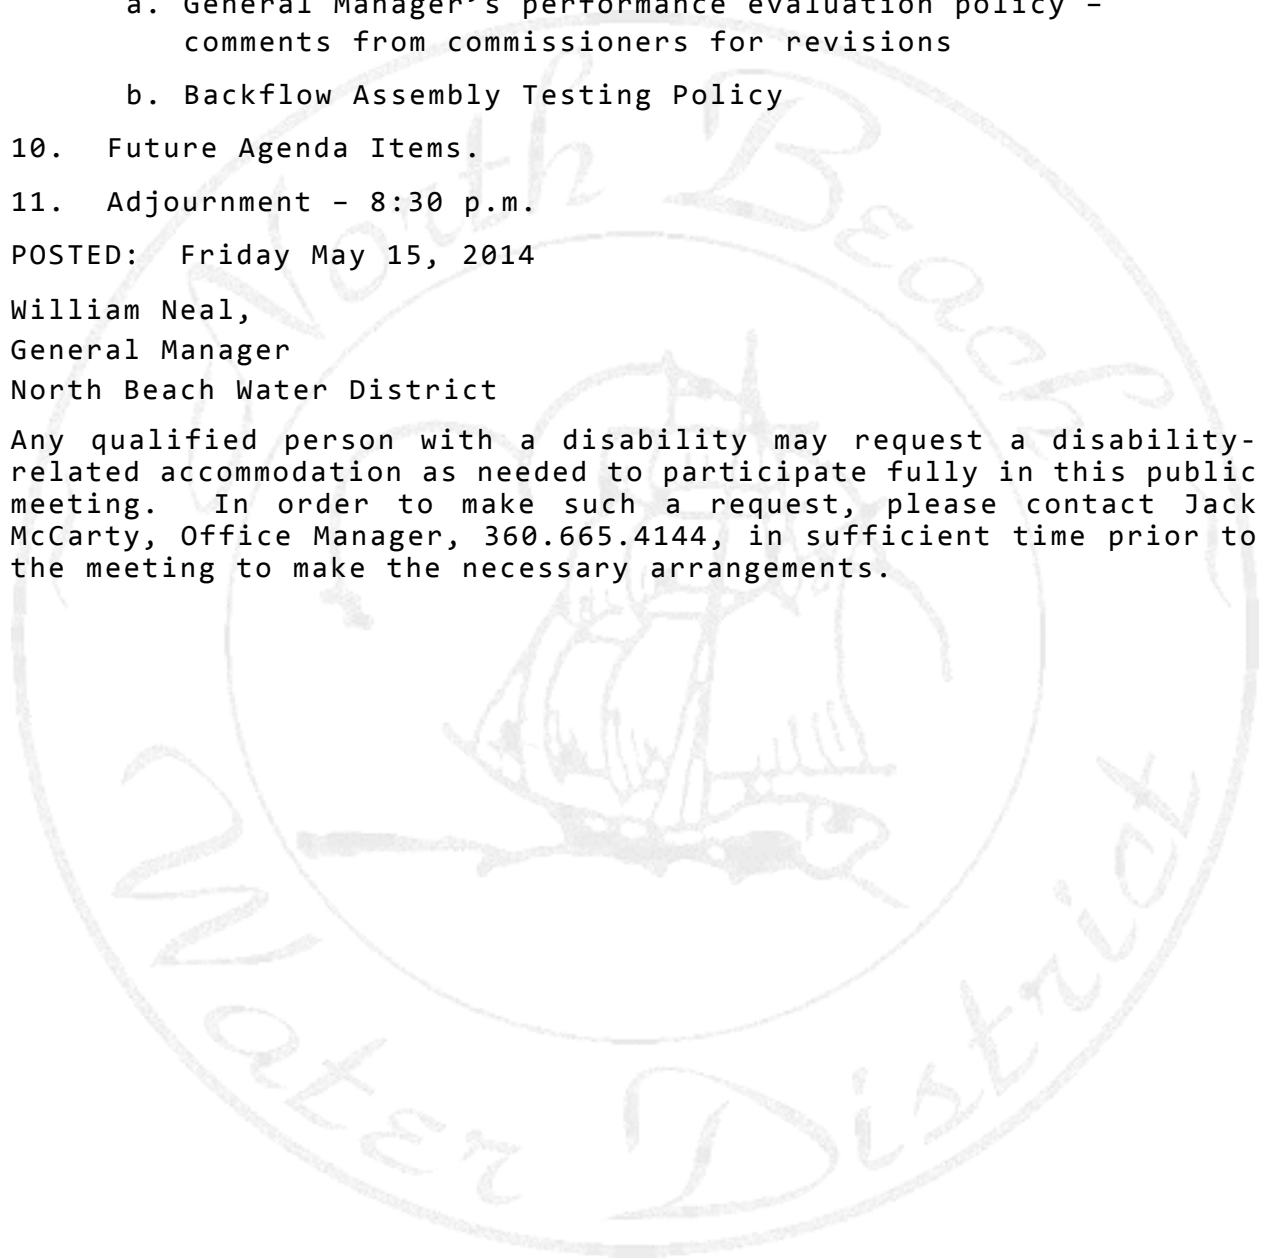 a. General Manager's performance evaluation policy –
comments from commissioners for revisions
b. Backflow Assembly Testing Policy
10. Future Agenda Items.
11. Adjournment – 8:30 p.m.
POSTED: Friday May 15, 2014
William Neal,
General Manager
North Beach Water District
Any qualified person with a disability may request a disability-
related accommodation as needed to participate fully in this public
meeting. In order to make such a request, please contact Jack
McCarty, Office Manager, 360.665.4144, in sufficient time prior to
the meeting to make the necessary arrangements.
North Beach
Water District